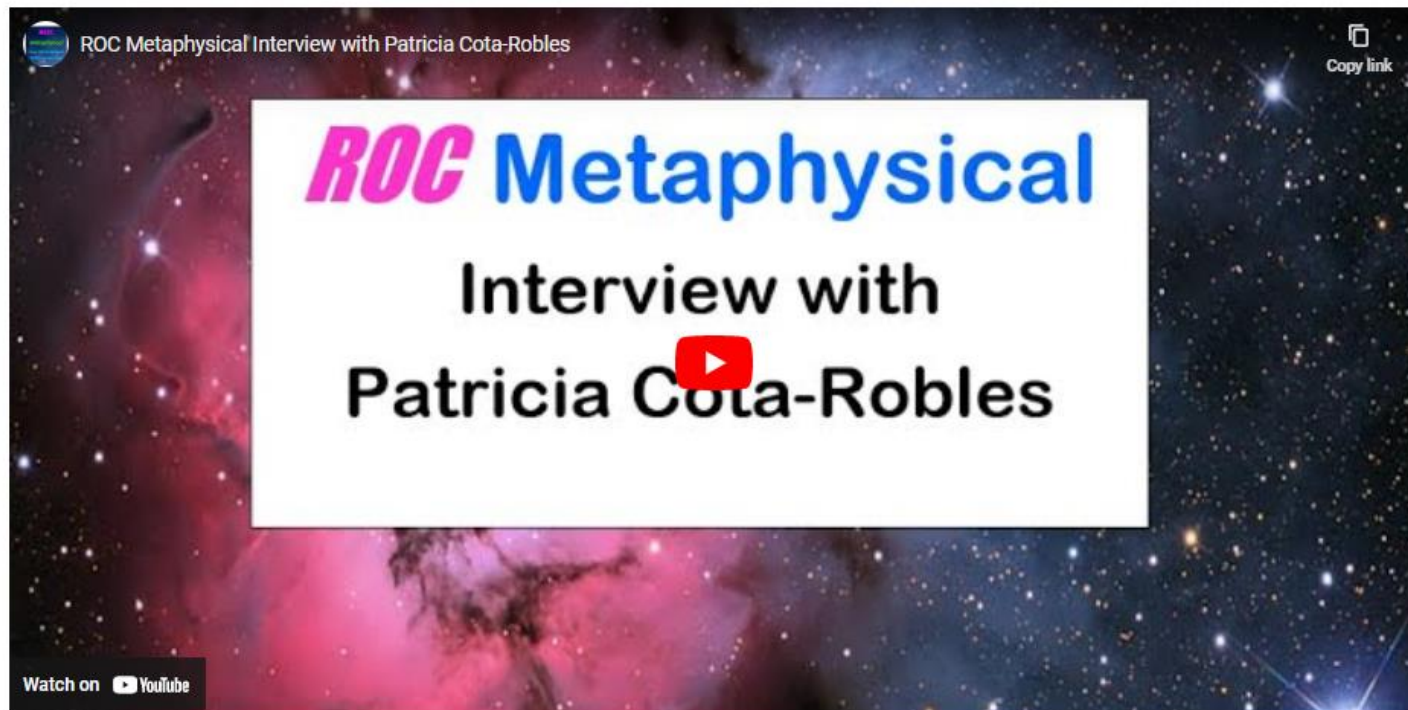 ROC Metaphysical Interview with Patricia Cota-Robles
Copy link
ROC Metaphysical
Interview with
Patricia Cota-Robles
Watch on YouTube